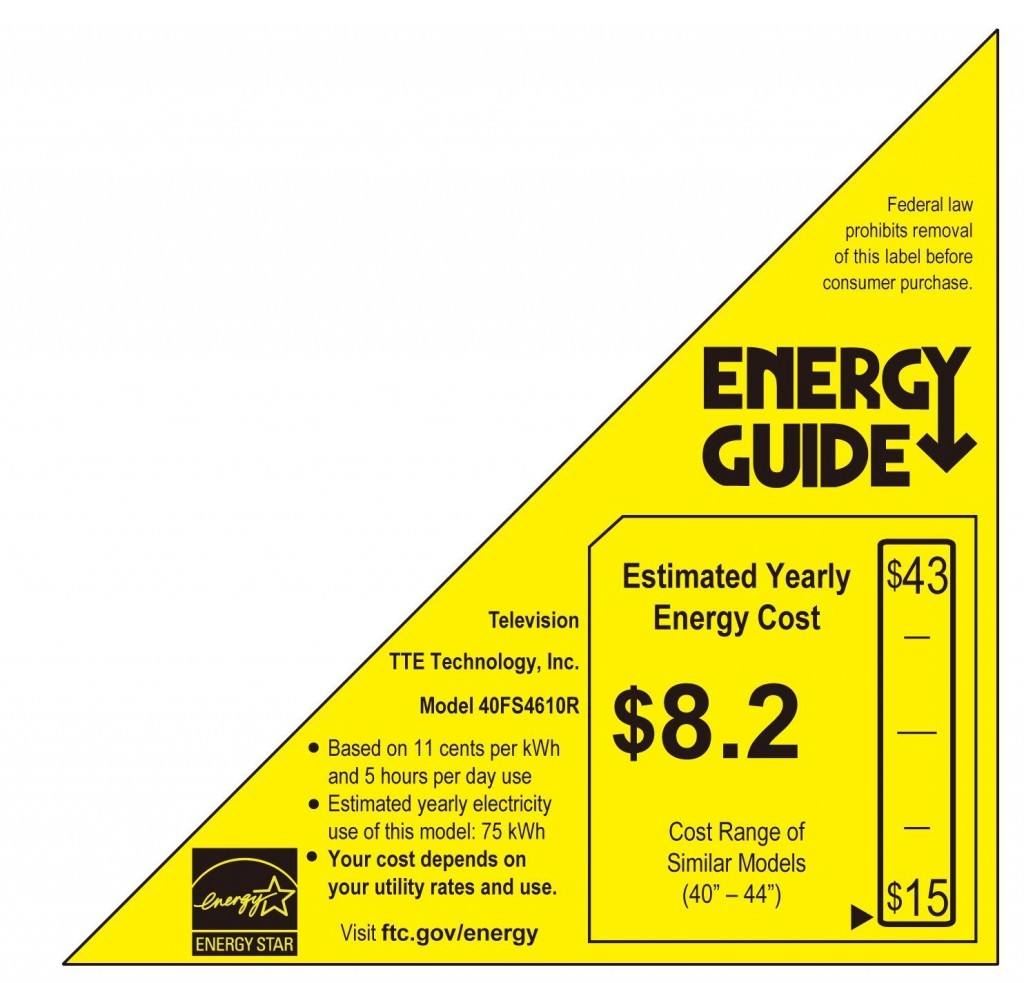 Federal law
prohibits removal
of this label before
consumer purchase.
ENERGY
GUIDE
Estimated Yearly
Energy Cost
$8.2
Cost Range of
Similar Models
(40” – 44”)
$43
$15
Television
TTE Technology, Inc.
Model 40FS4610R
• Based on 11 cents per kWh
and 5 hours per day use
• Estimated yearly electricity
use of this model: 75 kWh
• Your cost depends on
your utility rates and use.
Visit ftc.gov/energy
energy
ENERGY STAR